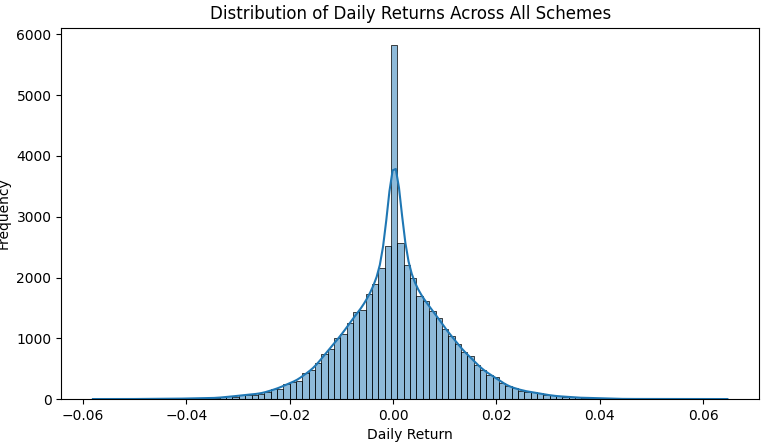 Distribution of Daily Returns Across All Schemes
6000
5000
4000
3000
2000
1000
0
Frequency
−0.06 −0.04 −0.02 0.00 0.02 0.04 0.06
Daily Return